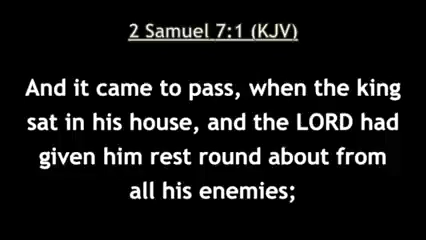 2 Samuel 7:1 (KJV)
And it came to pass, when the king
sat in his house, and the LORD had
given him rest round about from
all his enemies;